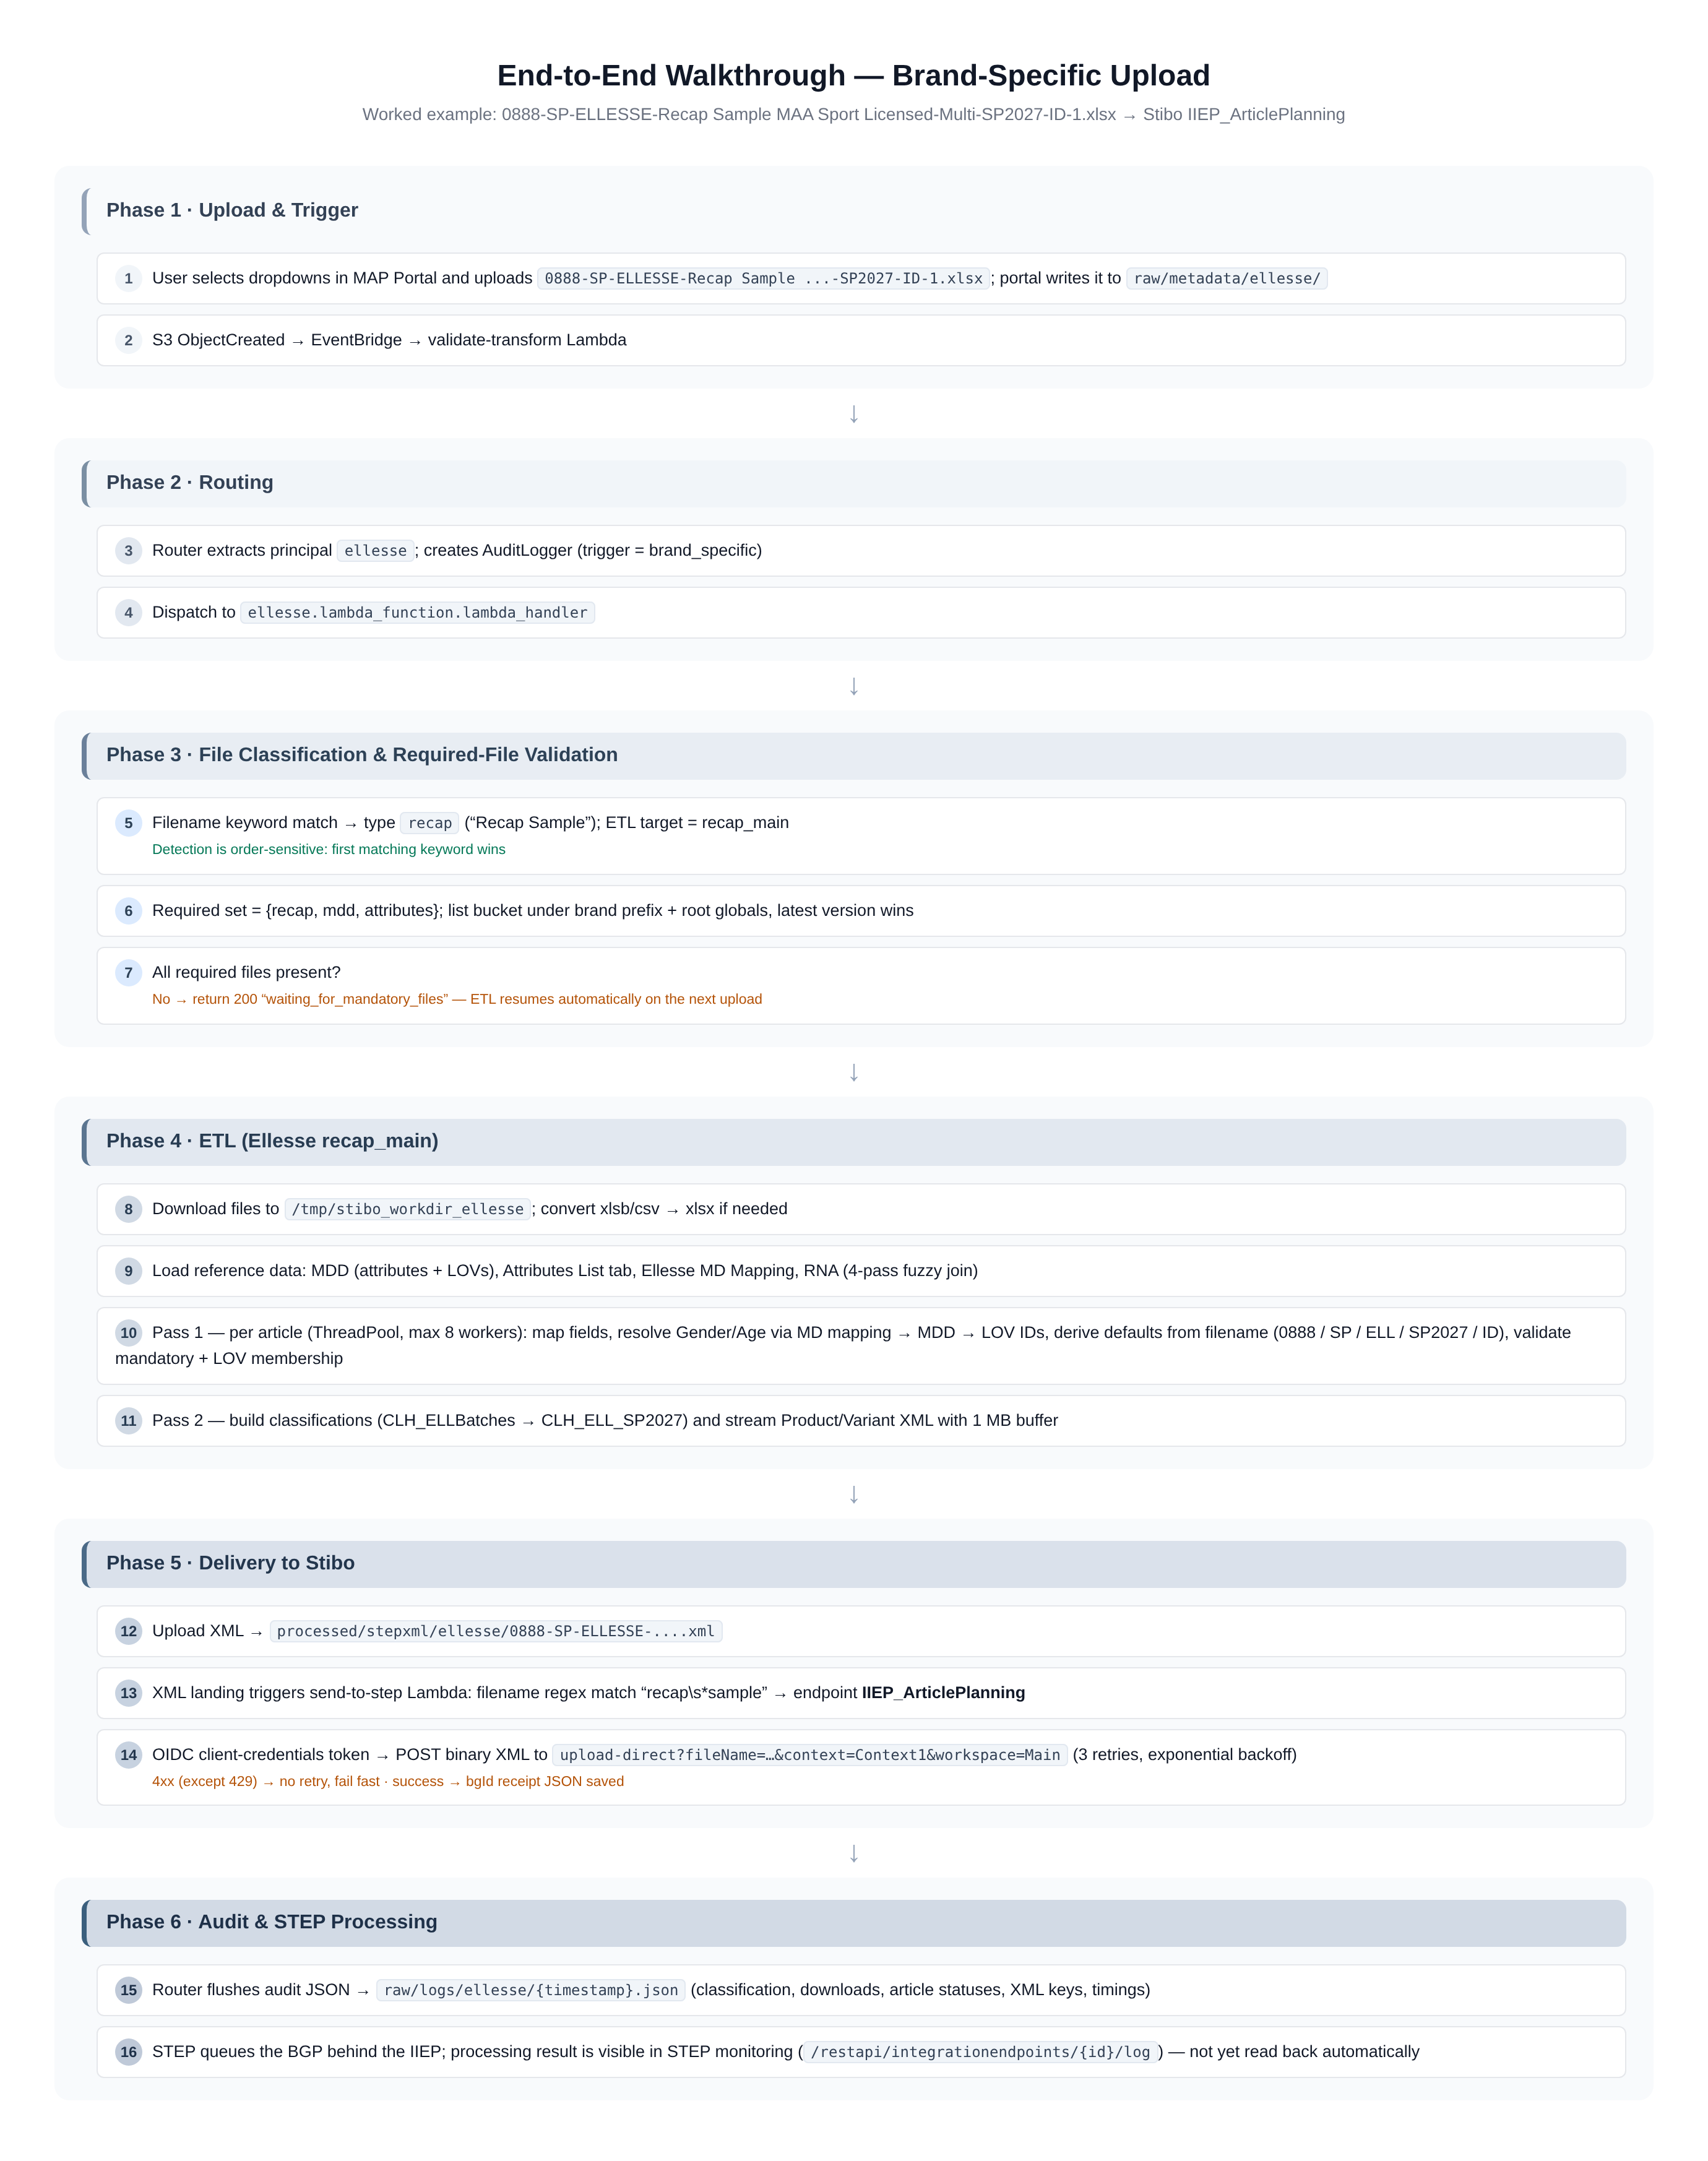 End-to-End Walkthrough — Brand-Specific Upload
Worked example: 0888-SP-ELLESSE-Recap Sample MAA Sport Licensed-Multi-SP2027-ID-1.xlsx → Stibo IIEP_ArticlePlanning
Phase 1 · Upload & Trigger
1 User selects dropdowns in MAP Portal and uploads 0888-SP-ELLESSE-Recap Sample ...-SP2027-ID-1.xlsx; portal writes it to raw/metadata/ellesse/
2 S3 ObjectCreated → EventBridge → validate-transform Lambda
↓
Phase 2 · Routing
3 Router extracts principal ellesse; creates AuditLogger (trigger = brand_specific)
4 Dispatch to ellesse.lambda_function.lambda_handler
↓
Phase 3 · File Classification & Required-File Validation
5 Filename keyword match → type recap (“Recap Sample”); ETL target = recap_main
Detection is order-sensitive: first matching keyword wins
6 Required set = {recap, mdd, attributes}; list bucket under brand prefix + root globals, latest version wins
7 All required files present?
No → return 200 “waiting_for_mandatory_files” — ETL resumes automatically on the next upload
↓
Phase 4 · ETL (Ellesse recap_main)
8 Download files to /tmp/stibo_workdir_ellesse; convert xlsb/csv → xlsx if needed
9 Load reference data: MDD (attributes + LOVs), Attributes List tab, Ellesse MD Mapping, RNA (4-pass fuzzy join)
10 Pass 1 — per article (ThreadPool, max 8 workers): map fields, resolve Gender/Age via MD mapping → MDD → LOV IDs, derive defaults from filename (0888 / SP / ELL / SP2027 / ID), validate
mandatory + LOV membership
11 Pass 2 — build classifications (CLH_ELLBatches → CLH_ELL_SP2027) and stream Product/Variant XML with 1 MB buffer
↓
Phase 5 · Delivery to Stibo
12 Upload XML → processed/stepxml/ellesse/0888-SP-ELLESSE-....xml
13 XML landing triggers send-to-step Lambda: filename regex match “recap\s*sample” → endpoint IIEP_ArticlePlanning
14 OIDC client-credentials token → POST binary XML to upload-direct?fileName=…&context=Context1&workspace=Main (3 retries, exponential backoff)
4xx (except 429) → no retry, fail fast · success → bgId receipt JSON saved
↓
Phase 6 · Audit & STEP Processing
15 Router flushes audit JSON → raw/logs/ellesse/{timestamp}.json (classification, downloads, article statuses, XML keys, timings)
16 STEP queues the BGP behind the IIEP; processing result is visible in STEP monitoring (/restapi/integrationendpoints/{id}/log) — not yet read back automatically